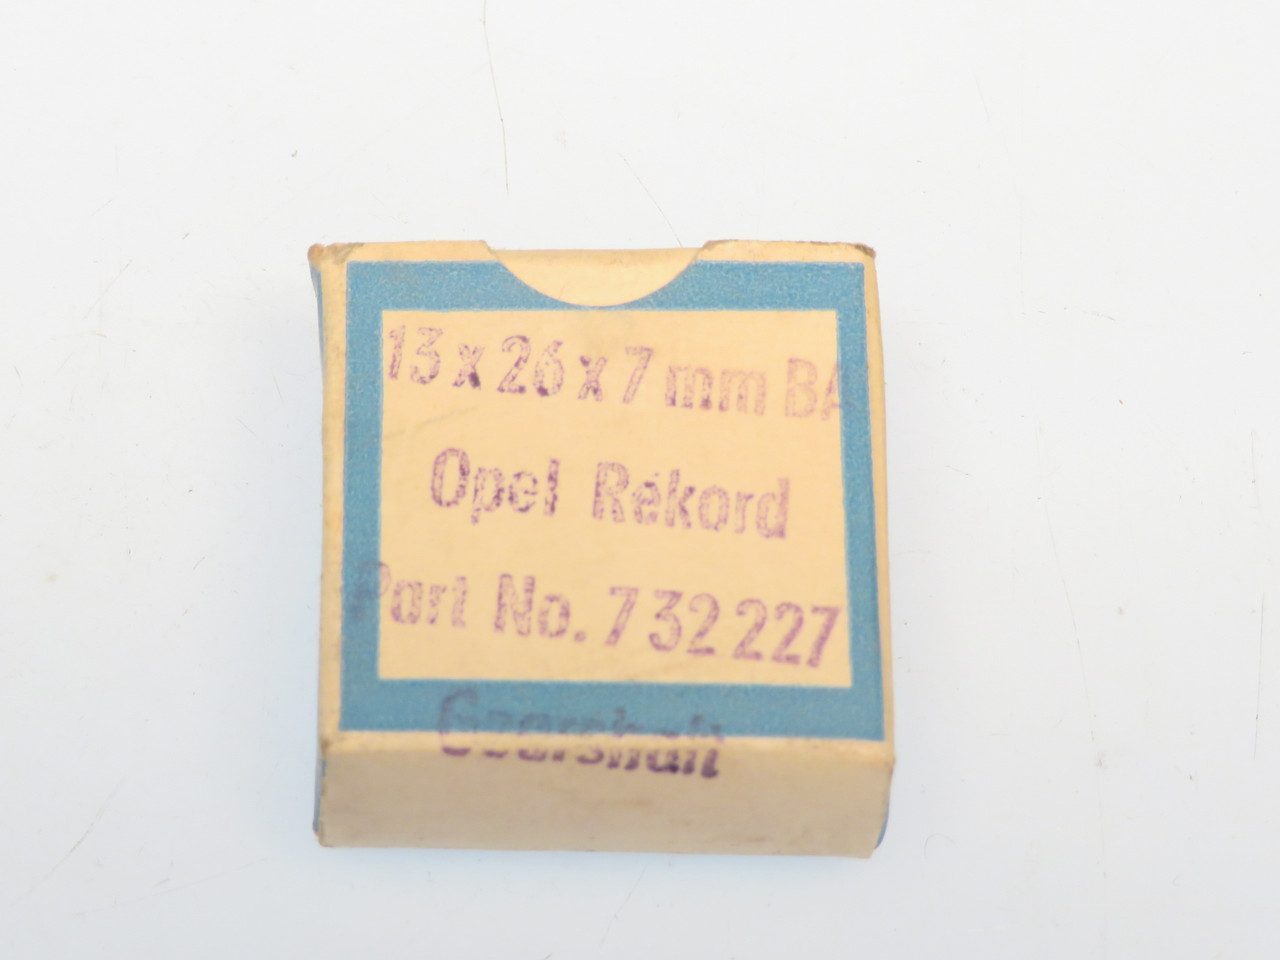 13 x 26 x 7 mm BA
Opel Rekord
Part No. 732 227